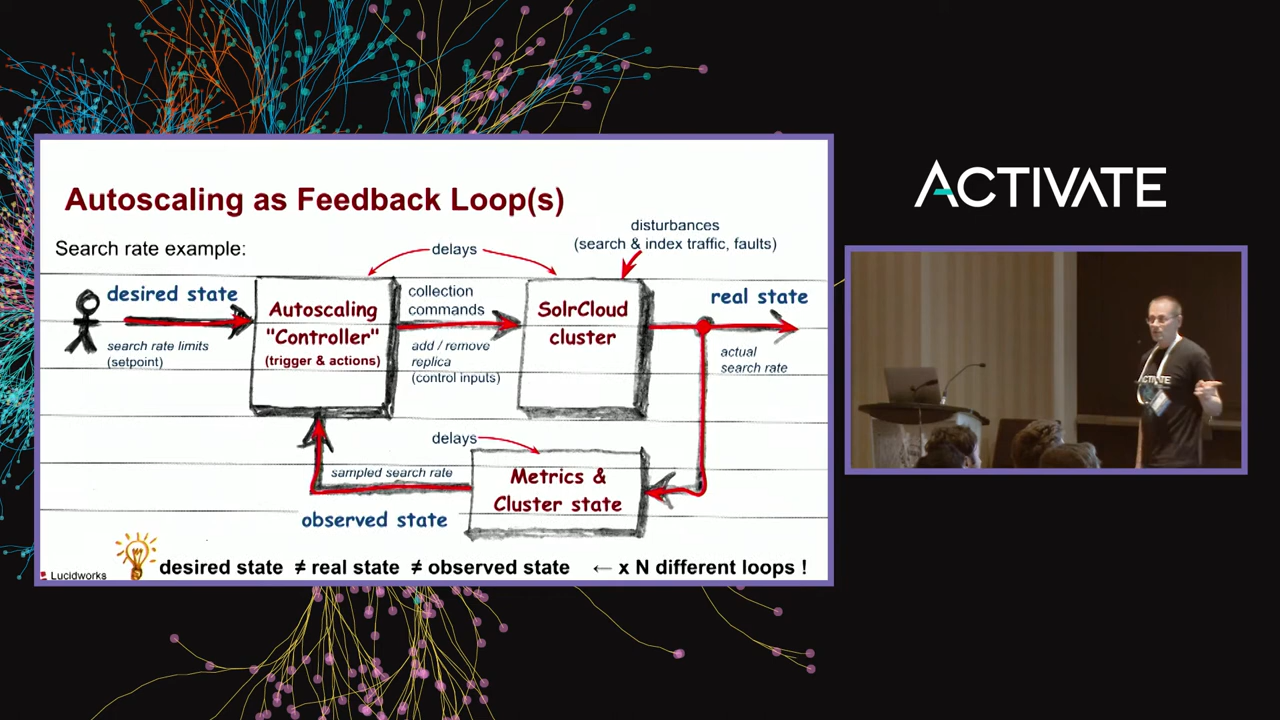 Autoscaling as Feedback Loop(s)
Search rate example:
delays
disturbances
(search & index traffic, faults)
desired state
search rate limits
(setpoint)
Autoscaling
"Controller"
(trigger & actions)
collection
commands
add / remove
replica
(control inputs)
SolrCloud
cluster
real state
actual
search rate
delays
sampled search rate
Metrics &
Cluster state
observed state
desired state ≠ real state ≠ observed state ← x N different loops !
Lucidworks
ACTIVATE
ACTIVATE